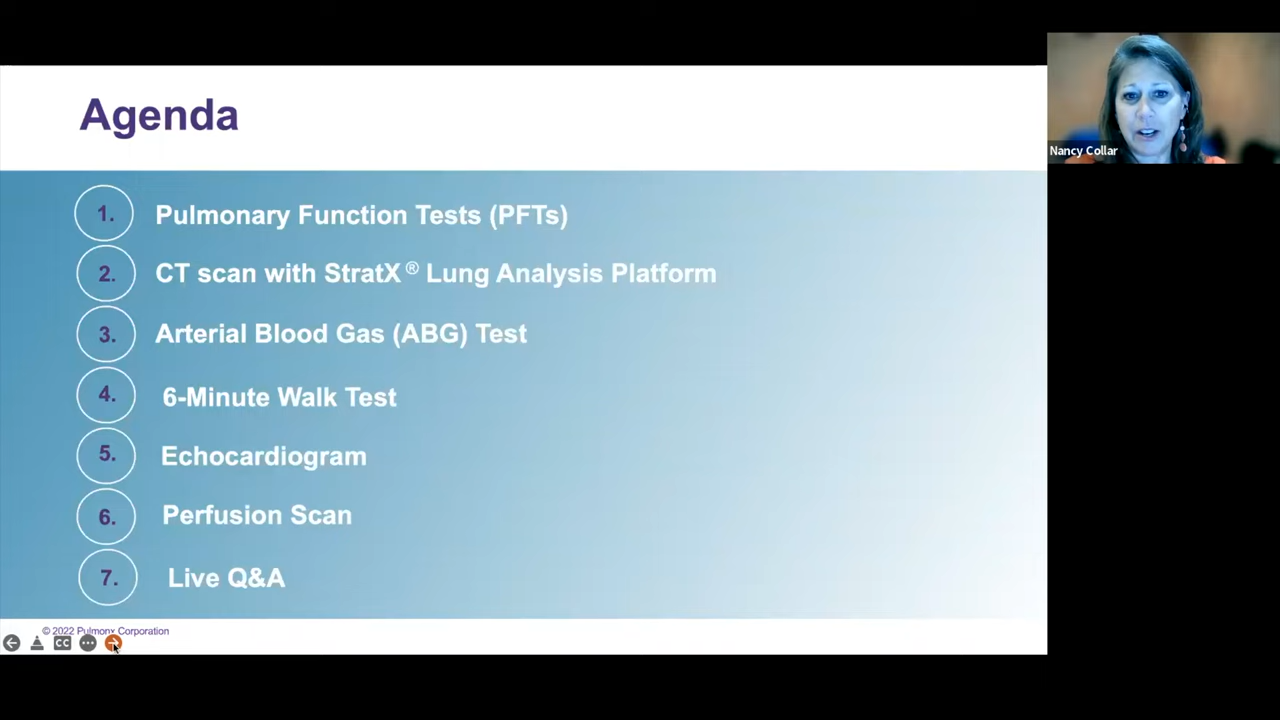 Agenda
1. Pulmonary Function Tests (PFTs)
2. CT scan with StratX® Lung Analysis Platform
3. Arterial Blood Gas (ABG) Test
4. 6-Minute Walk Test
5. Echocardiogram
6. Perfusion Scan
7. Live Q&A
© 2022 Pulmonx Corporation
CC
Nancy Collar